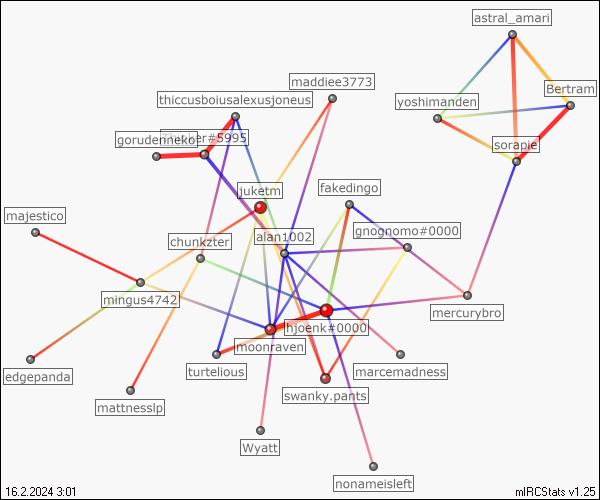 astral_amari
maddiee3773
Bertram
thiccusboiusalexusjoneus
yoshimanden
gorudenneko
#5995
sorapie
juketm
fakedingo
majestico
gnognomo#0000
alan1002
chunkzter
mingus4742
mercurybro
hjoenk#0000
moonraven
turtelious
marcemadness
edgepanda
swanky.pants
mattnesslp
Wyatt
nonameisleft
16.2.2024 3:01
mIRCStats v1.25